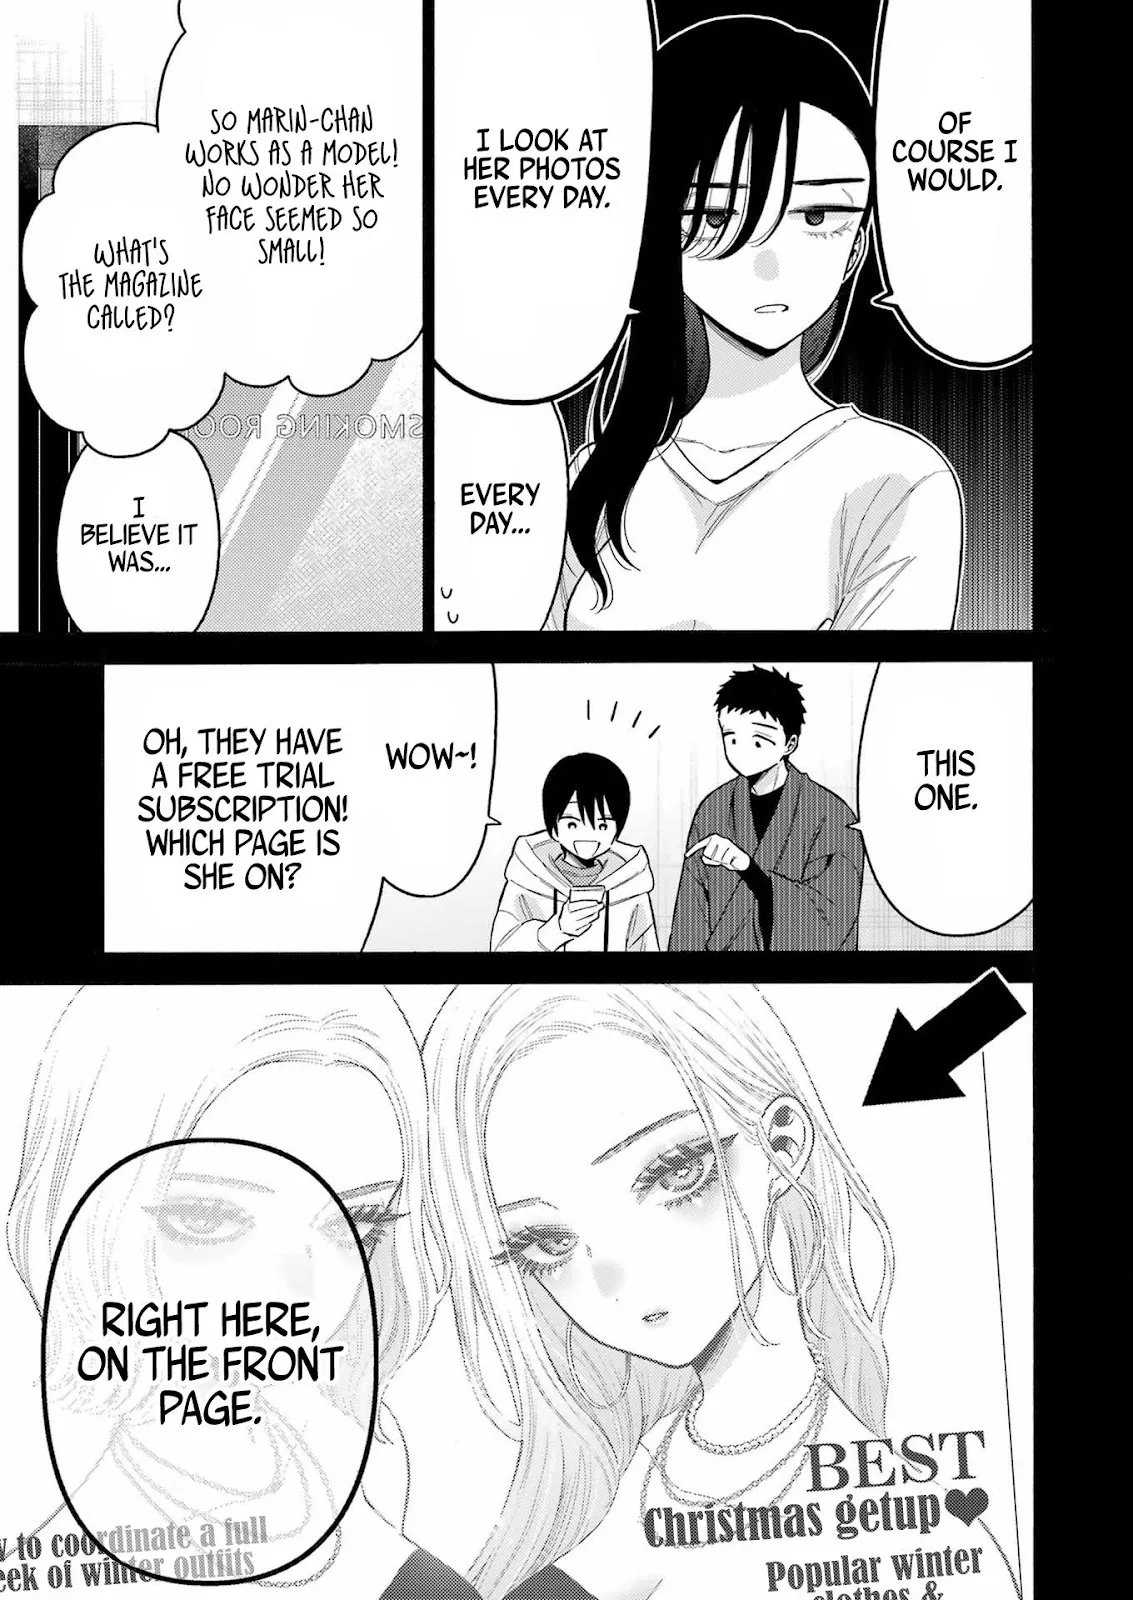 OF
COURSE I
WOULD.
I LOOK AT
HER PHOTOS
EVERY DAY.
EVERY
DAY...
SO MARIN-CHAN
WORKS AS A MODEL!
NO WONDER HER
FACE SEEMED SO
SMALL!
WHAT'S
THE MAGAZINE
CALLED?
SMOKING ROO
I
BELIEVE IT
WAS...
THIS
ONE.
WOW~!
OH, THEY HAVE
A FREE TRIAL
SUBSCRIPTION!
WHICH PAGE IS
SHE ON?
RIGHT HERE,
ON THE FRONT
PAGE.
BEST
Christmas getup♥
Popular winter
clothes &
y to coordinate a full
eek of winter outfits